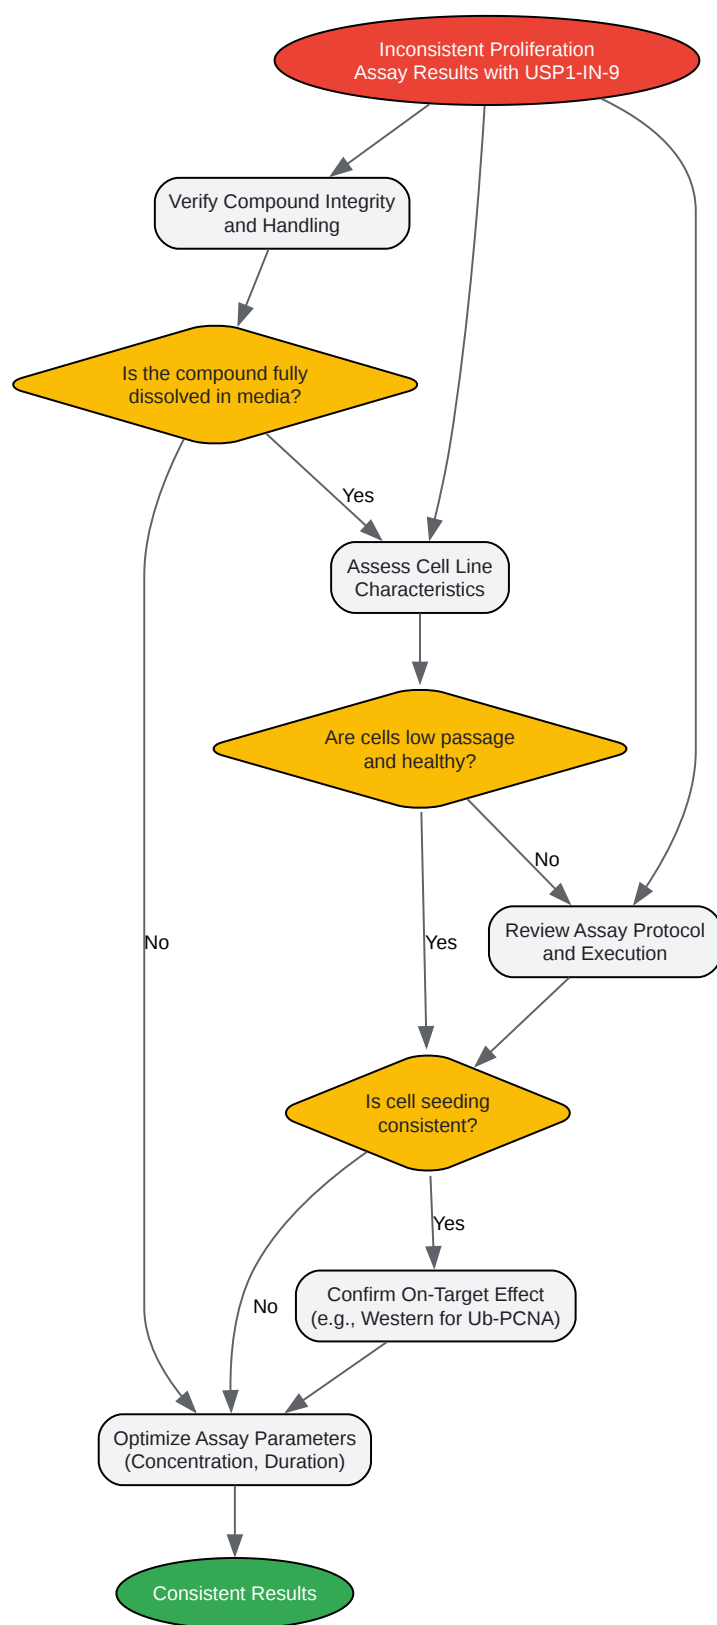 Inconsistent Proliferation
Assay Results with USP1-IN-9
Verify Compound Integrity
and Handling
Is the compound fully
dissolved in media?
Yes
Assess Cell Line
Characteristics
Are cells low passage
and healthy?
No
Review Assay Protocol
and Execution
No
Yes
Is cell seeding
consistent?
Yes
No
Confirm On-Target Effect
(e.g., Western for Ub-PCNA)
Optimize Assay Parameters
(Concentration, Duration)
Consistent Results